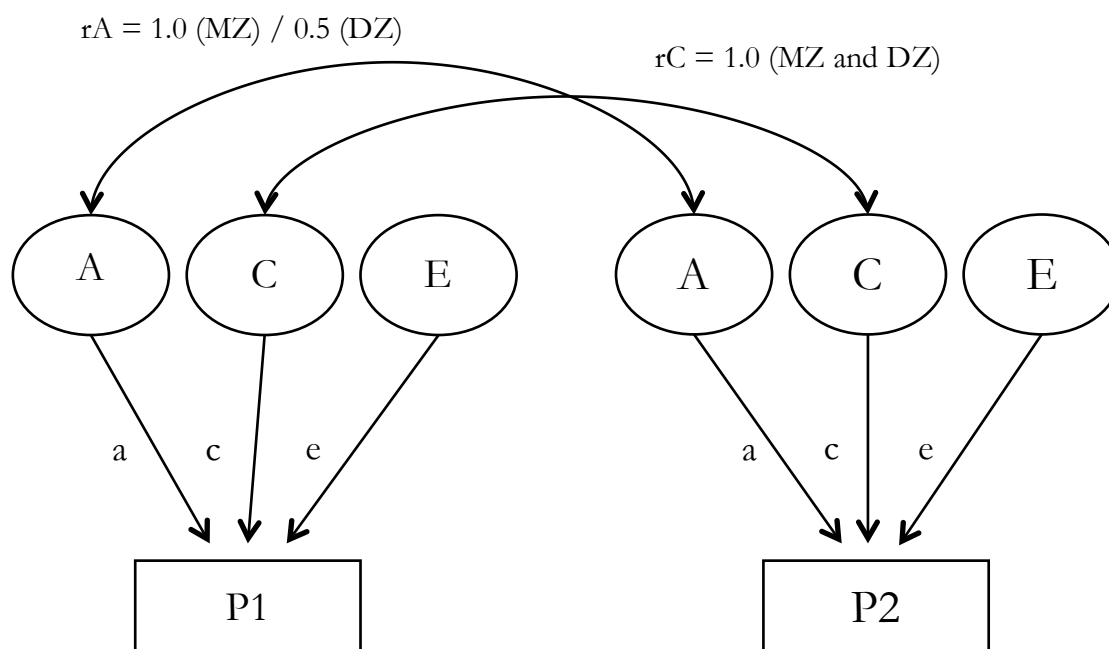 rA = 1.0 (MZ) / 0.5 (DZ)
rC = 1.0 (MZ and DZ)
A C E A C E
a c e a c e
P1 P2